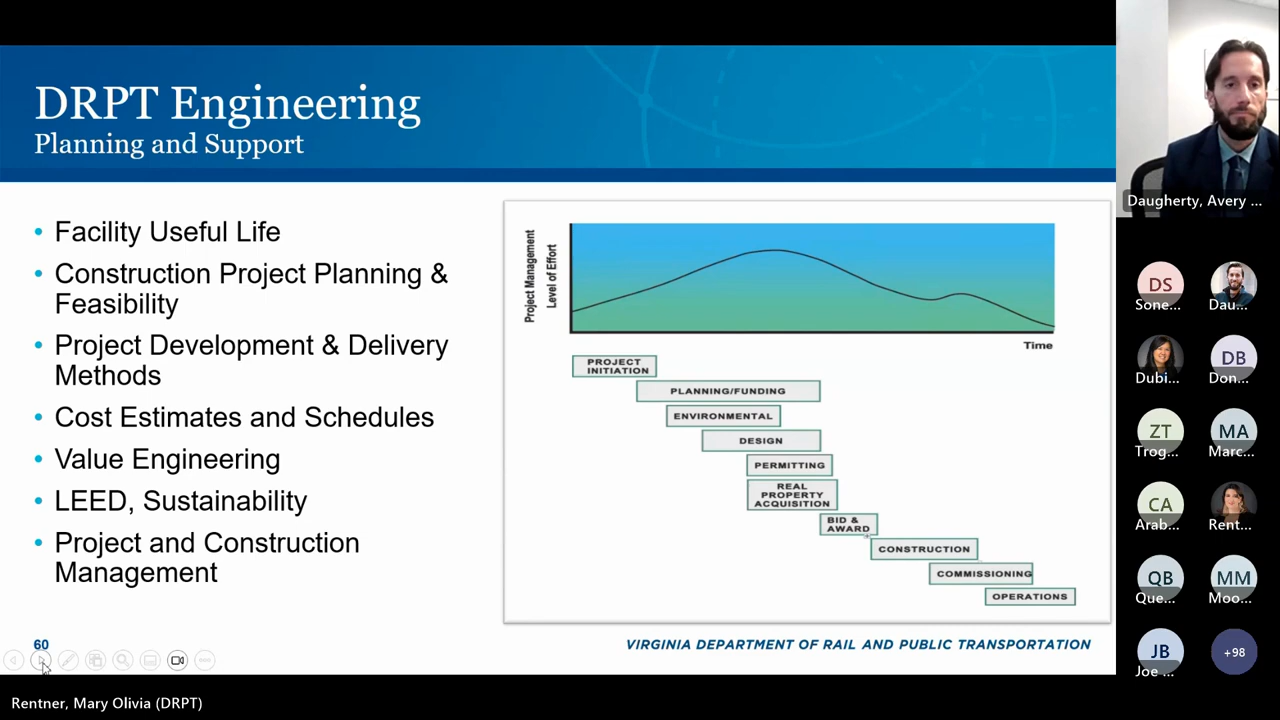 DRPT Engineering
Planning and Support
• Facility Useful Life
• Construction Project Planning &
Feasibility
• Project Development & Delivery
Methods
• Cost Estimates and Schedules
• Value Engineering
• LEED, Sustainability
• Project and Construction
Management
Project Management
Level of Effort
Time
PROJECT
INITIATION
PLANNING/FUNDING
ENVIRONMENTAL
DESIGN
PERMITTING
REAL
PROPERTY
ACQUISITION
BID &
AWARD
CONSTRUCTION
COMMISSIONING
OPERATIONS
60
VIRGINIA DEPARTMENT OF RAIL AND PUBLIC TRANSPORTATION
Rentner, Mary Olivia (DRPT)
Daugherty, Avery ...
DS
Sone...
Dau...
Dubi...
DB
Don...
ZT
Trog...
MA
Marc...
CA
Arab...
Rent...
QB
Que...
MM
Moo...
JB
Joe ...
+98